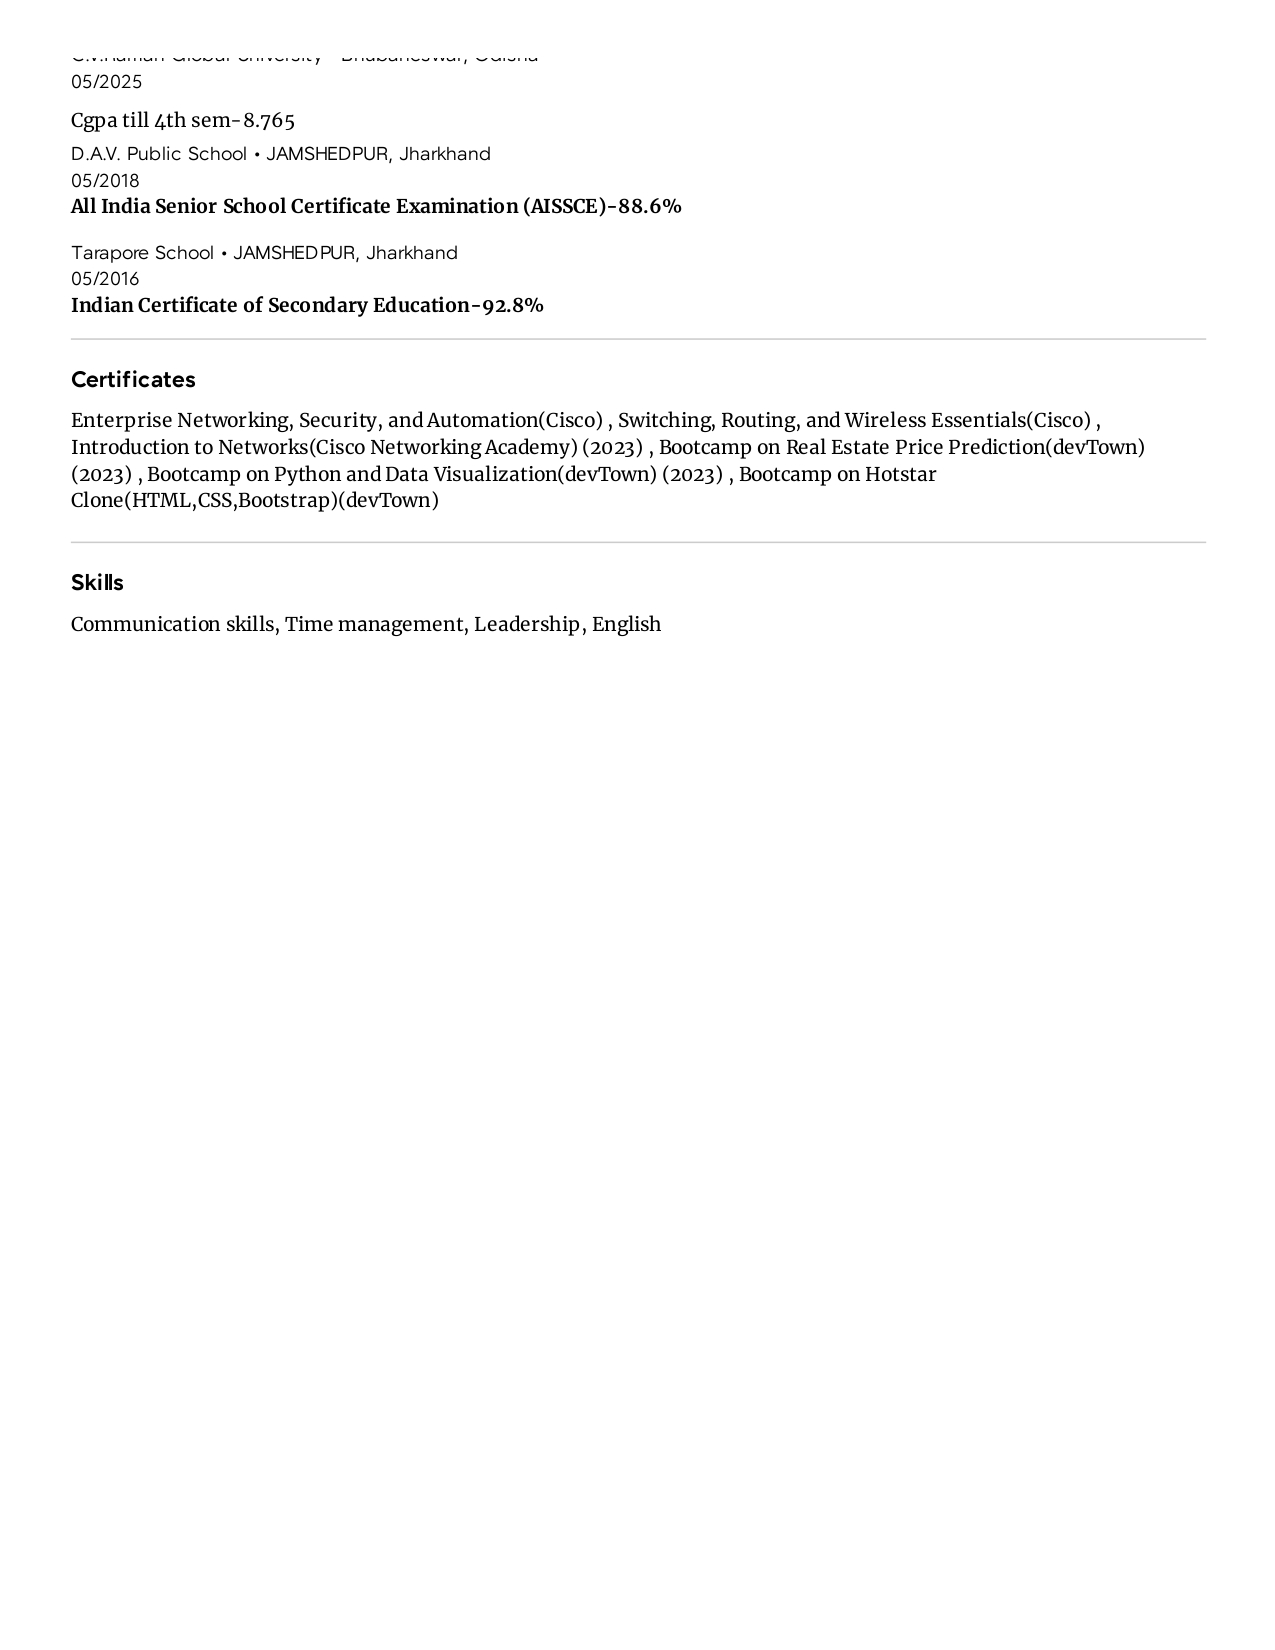 C.V.Raman Global University • Bhubaneswar, Odisha
05/2025
Cgpa till 4th sem-8.765
D.A.V. Public School • JAMSHEDPUR, Jharkhand
05/2018
All India Senior School Certificate Examination (AISSCE)-88.6%
Tarapore School • JAMSHEDPUR, Jharkhand
05/2016
Indian Certificate of Secondary Education-92.8%
Certificates
Enterprise Networking, Security, and Automation(Cisco) , Switching, Routing, and Wireless Essentials(Cisco) ,
Introduction to Networks(Cisco Networking Academy) (2023) , Bootcamp on Real Estate Price Prediction(devTown)
(2023) , Bootcamp on Python and Data Visualization(devTown) (2023) , Bootcamp on Hotstar
Clone(HTML,CSS,Bootstrap)(devTown)
Skills
Communication skills, Time management, Leadership, English